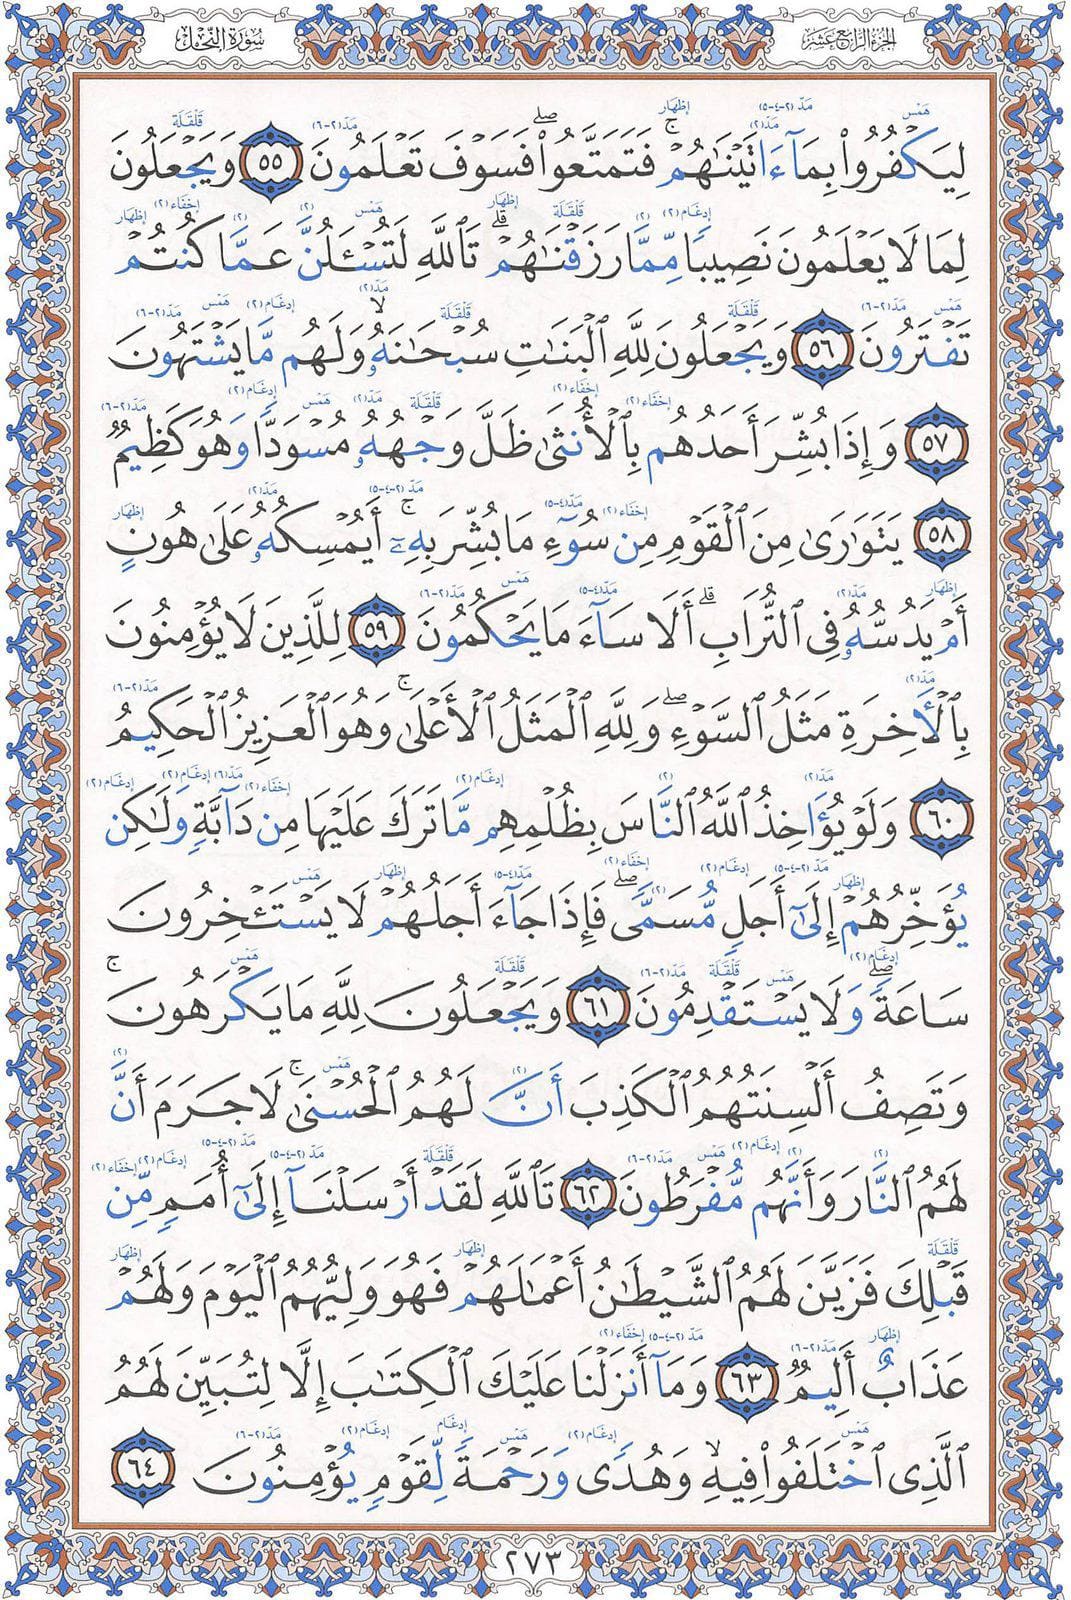 الجزء الرابع عشر
سورة النحل
لِيَكْفُرُوا۟ بِمَآ ءَاتَيْنَٰهُمْ ۚ فَتَمَتَّعُوا۟ ۖ فَسَوْفَ تَعْلَمُونَ ٥٥ وَيَجْعَلُونَ
لِمَا لَا يَعْلَمُونَ نَصِيبًا مِّمَّا رَزَقْنَٰهُمْ ۗ تَٱللَّهِ لَتُسْـَٔلُنَّ عَمَّا كُنتُمْ
تَفْتَرُونَ ٥٦ وَيَجْعَلُونَ لِلَّهِ ٱلْبَنَٰتِ سُبْحَٰنَهُۥ ۙ وَلَهُم مَّا يَشْتَهُونَ
٥٧ وَإِذَا بُشِّرَ أَحَدُهُم بِٱلْأُنثَىٰ ظَلَّ وَجْهُهُۥ مُسْوَدًّا وَهُوَ كَظِيمٌ
٥٨ يَتَوَٰرَىٰ مِنَ ٱلْقَوْمِ مِن سُوٓءِ مَا بُشِّرَ بِهِۦٓ ۚ أَيُمْسِكُهُۥ عَلَىٰ هُونٍ
أَمْ يَدُسُّهُۥ فِى ٱلتُّرَابِ ۗ أَلَا سَآءَ مَا يَحْكُمُونَ ٥٩ لِلَّذِينَ لَا يُؤْمِنُونَ
بِٱلْأَخِرَةِ مَثَلُ ٱلسَّوْءِ ۖ وَلِلَّهِ ٱلْمَثَلُ ٱلْأَعْلَىٰ ۚ وَهُوَ ٱلْعَزِيزُ ٱلْحَكِيمُ
٦٠ وَلَوْ يُؤَاخِذُ ٱللَّهُ ٱلنَّاسَ بِظُلْمِهِم مَّا تَرَكَ عَلَيْهَا مِن دَآبَّةٍ وَلَٰكِن
يُؤَخِّرُهُمْ إِلَىٰٓ أَجَلٍ مُّسَمًّى ۖ فَإِذَا جَآءَ أَجَلُهُمْ لَا يَسْتَـْٔخِرُونَ
سَاعَةً ۖ وَلَا يَسْتَقْدِمُونَ ٦١ وَيَجْعَلُونَ لِلَّهِ مَا يَكْرَهُونَ ۚ
وَتَصِفُ أَلْسِنَتُهُمُ ٱلْكَذِبَ أَنَّ لَهُمُ ٱلْحُسْنَىٰ ۚ لَا جَرَمَ أَنَّ
لَهُمُ ٱلنَّارَ وَأَنَّهُم مُّفْرَطُونَ ٦٢ تَٱللَّهِ لَقَدْ أَرْسَلْنَآ إِلَىٰٓ أُمَمٍ مِّن
قَبْلِكَ فَزَيَّنَ لَهُمُ ٱلشَّيْطَٰنُ أَعْمَٰلَهُمْ فَهُوَ وَلِيُّهُمُ ٱلْيَوْمَ وَلَهُمْ
عَذَابٌ أَلِيمٌ ٦٣ وَمَآ أَنزَلْنَا عَلَيْكَ ٱلْكِتَٰبَ إِلَّا لِتُبَيِّنَ لَهُمُ
ٱلَّذِى ٱخْتَلَفُوا۟ فِيهِ ۙ وَهُدًى وَرَحْمَةً لِّقَوْمٍ يُؤْمِنُونَ ٦٤
٢٧٣